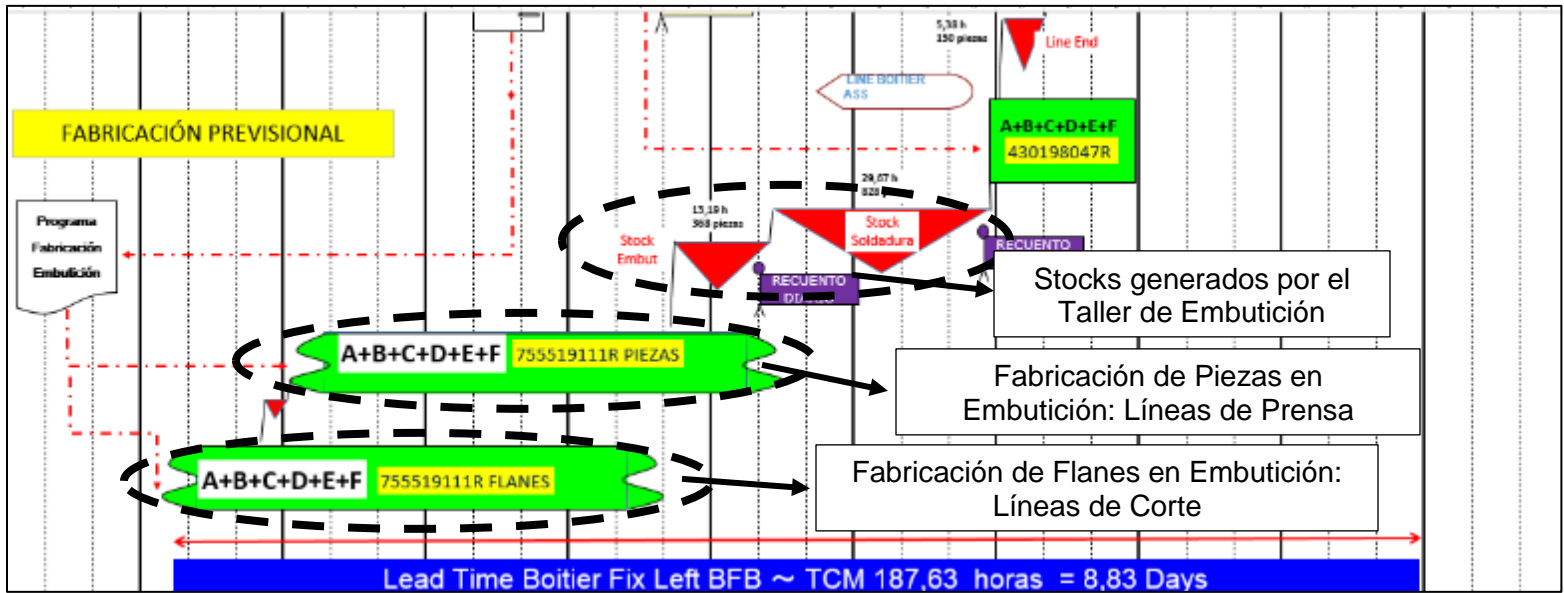 5,38 h
150 piezas
Line End
LINE BOITIER
ASS
FABRICACIÓN PREVISIONAL
A+B+C+D+E+F
430198047R
29,67 h
828
13,19 h
368 piezas
Programa
Fabricación
Embutición
Stock
Embut
Stock
Soldadura
RECUENTO
RECUENTO
DIARIO
Stocks generados por el
Taller de Embutición
A+B+C+D+E+F 755519111R PIEZAS
Fabricación de Piezas en
Embutición: Líneas de Prensa
A+B+C+D+E+F 755519111R FLANES
Fabricación de Flanes en Embutición:
Líneas de Corte
Lead Time Boitier Fix Left BFB ~ TCM 187,63 horas = 8,83 Days